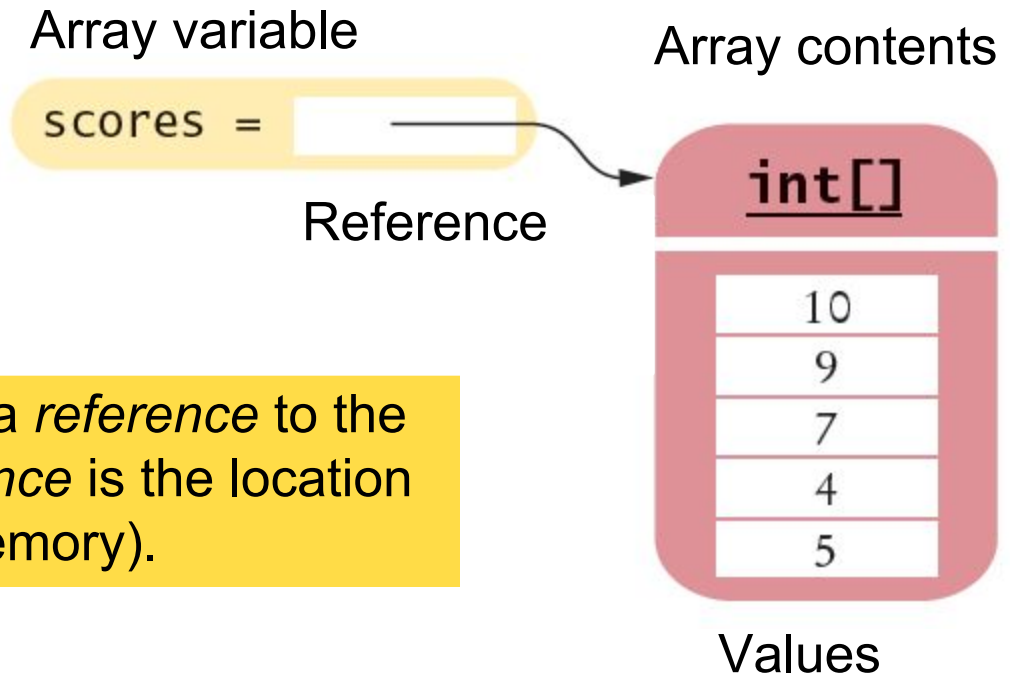 Array variable
Array contents
scores =
int[]
Reference
10
9
7
4
5
a reference to the
nce is the location
emory).
Values